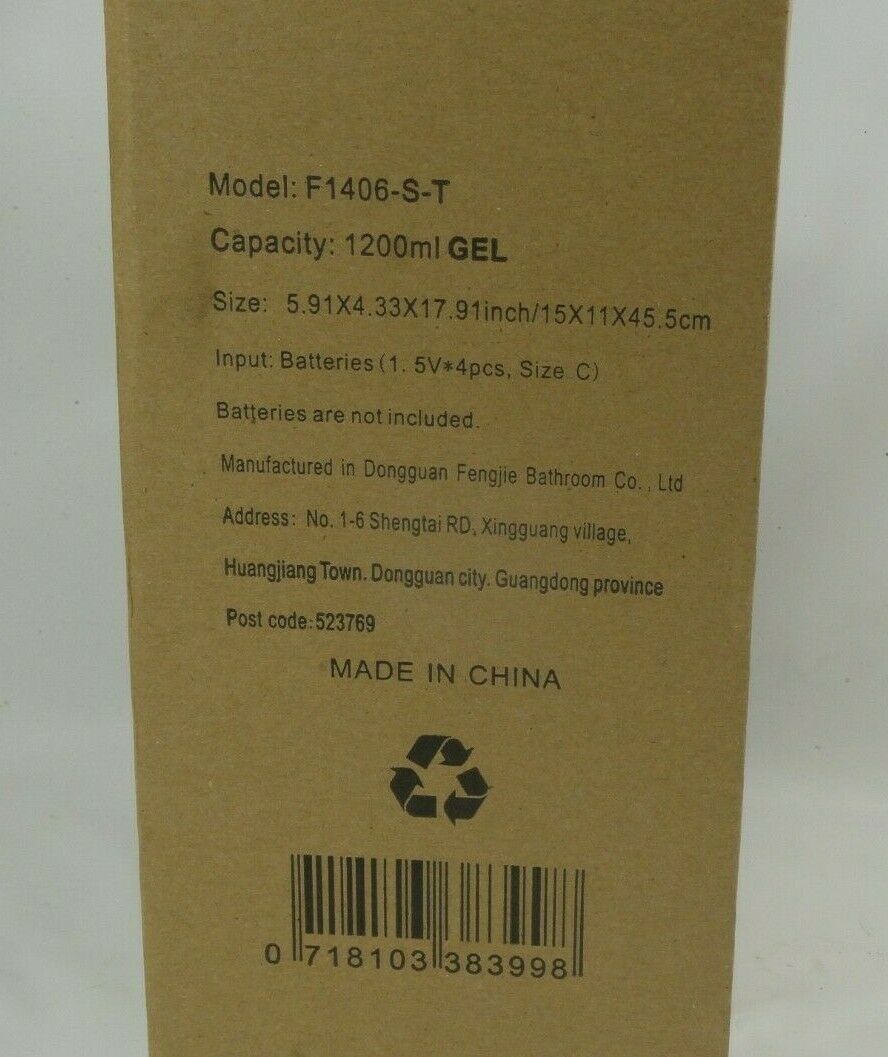 Model: F1406-S-T
Capacity: 1200ml GEL
Size: 5.91X4.33X17.91inch/15X11X45.5cm
Input: Batteries(1. 5V*4pcs, Size C)
Batteries are not included.
Manufactured in Dongguan Fengjie Bathroom Co., Ltd
Address: No. 1-6 Shengtai RD, Xingguang village,
Huangjiang Town. Dongguan city. Guangdong province
Post code:523769
MADE IN CHINA
0 718103 383998